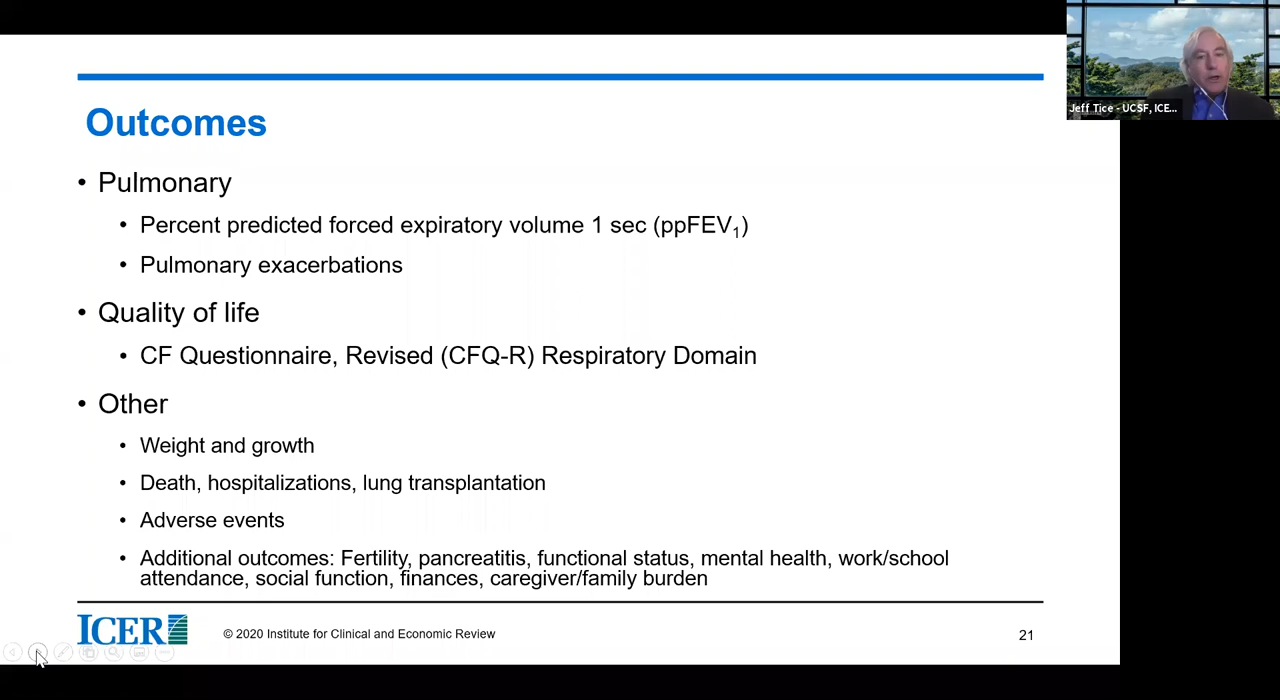 Jeff Tice - UCSF, ICE...
Outcomes
• Pulmonary
• Percent predicted forced expiratory volume 1 sec (ppFEV₁)
• Pulmonary exacerbations
• Quality of life
• CF Questionnaire, Revised (CFQ-R) Respiratory Domain
• Other
• Weight and growth
• Death, hospitalizations, lung transplantation
• Adverse events
• Additional outcomes: Fertility, pancreatitis, functional status, mental health, work/school
attendance, social function, finances, caregiver/family burden
ICER
© 2020 Institute for Clinical and Economic Review
21